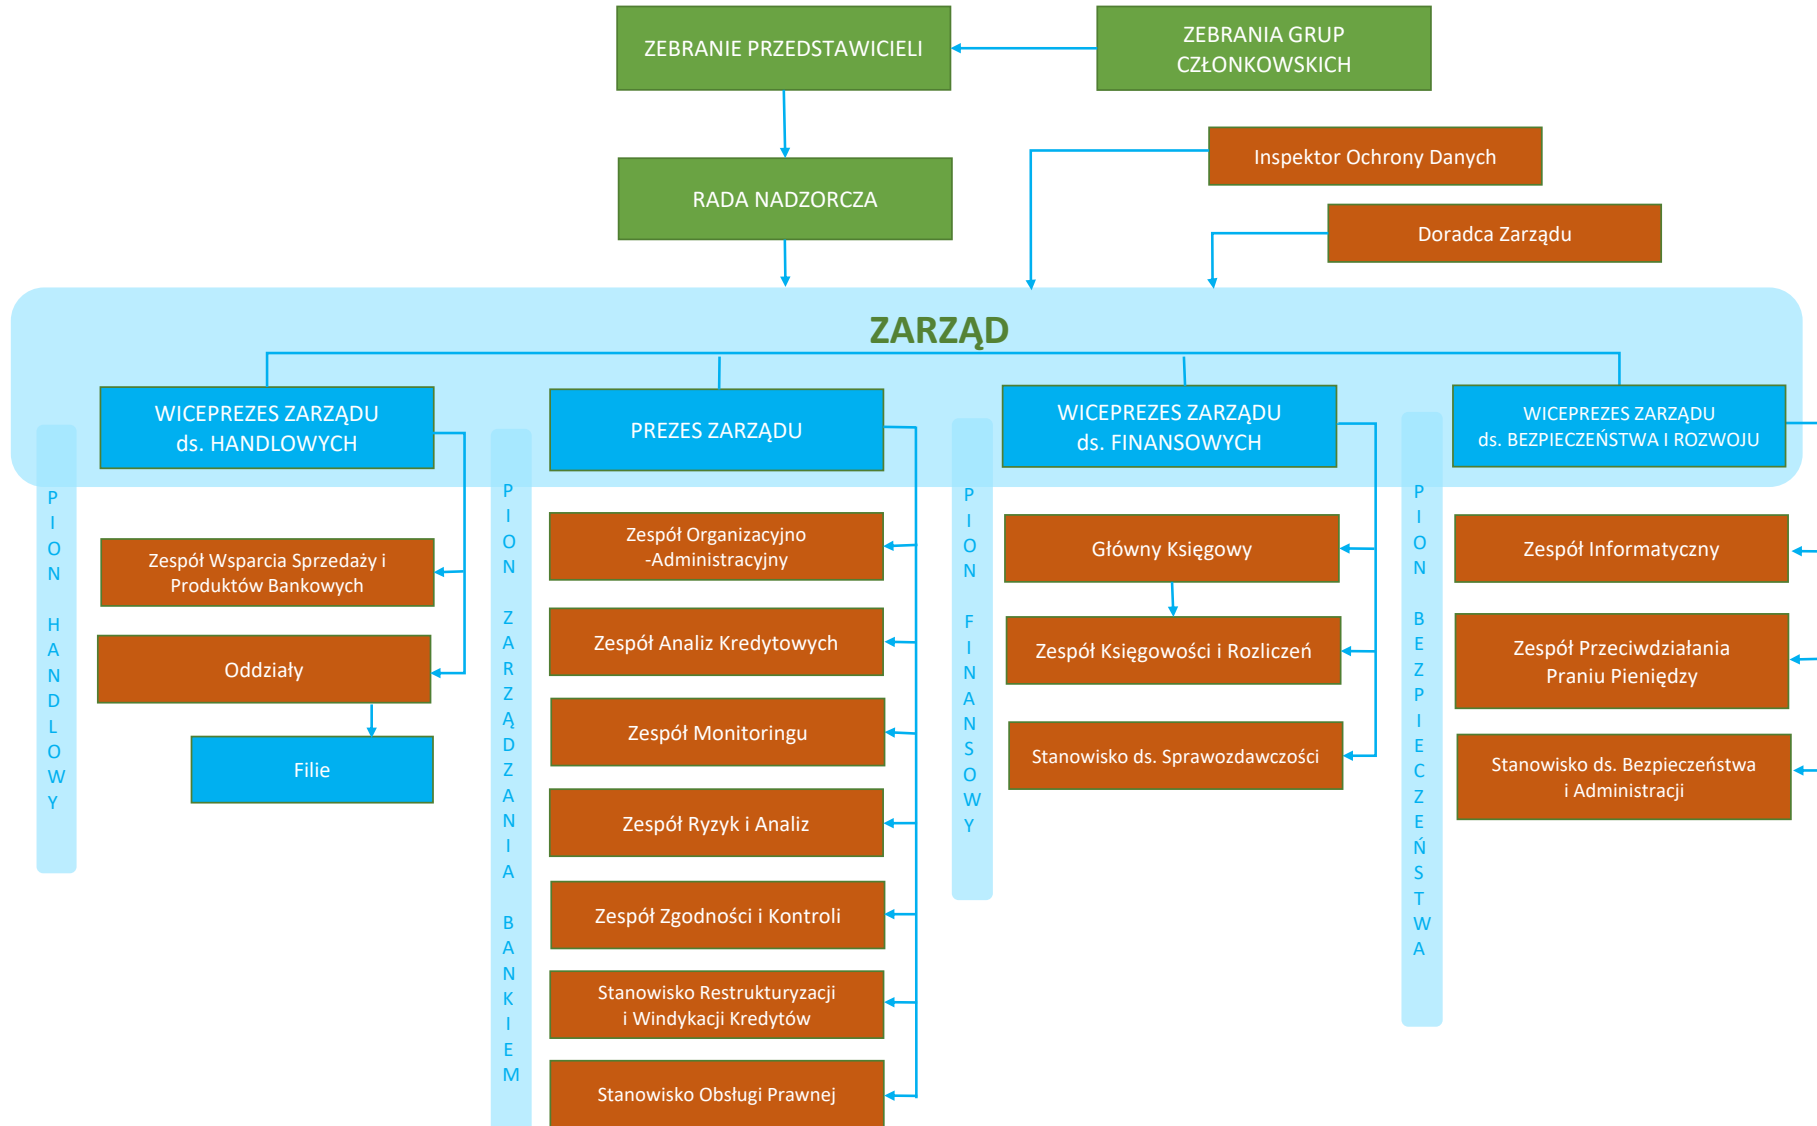 ZEBRANIE PRZEDSTAWICIELI
ZEBRANIA GRUP
CZŁONKOWSKICH
Inspektor Ochrony Danych
RADA NADZORCZA
Doradca Zarządu
ZARZĄD
WICEPREZES ZARZĄDU
ds. HANDLOWYCH
PREZES ZARZĄDU
WICEPREZES ZARZĄDU
ds. FINANSOWYCH
WICEPREZES ZARZĄDU
ds. BEZPIECZEŃSTWA I ROZWOJU
PION HANDLOWY
Zespół Wsparcia Sprzedaży i
Produktów Bankowych
Oddziały
Filie
PION ZARZĄDZANIA BANKIEM
Zespół Organizacyjno
-Administracyjny
Zespół Analiz Kredytowych
Zespół Monitoringu
Zespół Ryzyk i Analiz
Zespół Zgodności i Kontroli
Stanowisko Restrukturyzacji
i Windykacji Kredytów
Stanowisko Obsługi Prawnej
PION FINANSOWY
Główny Księgowy
Zespół Księgowości i Rozliczeń
Stanowisko ds. Sprawozdawczości
PION BEZPIECZEŃSTWA
Zespół Informatyczny
Zespół Przeciwdziałania
Praniu Pieniędzy
Stanowisko ds. Bezpieczeństwa
i Administracji